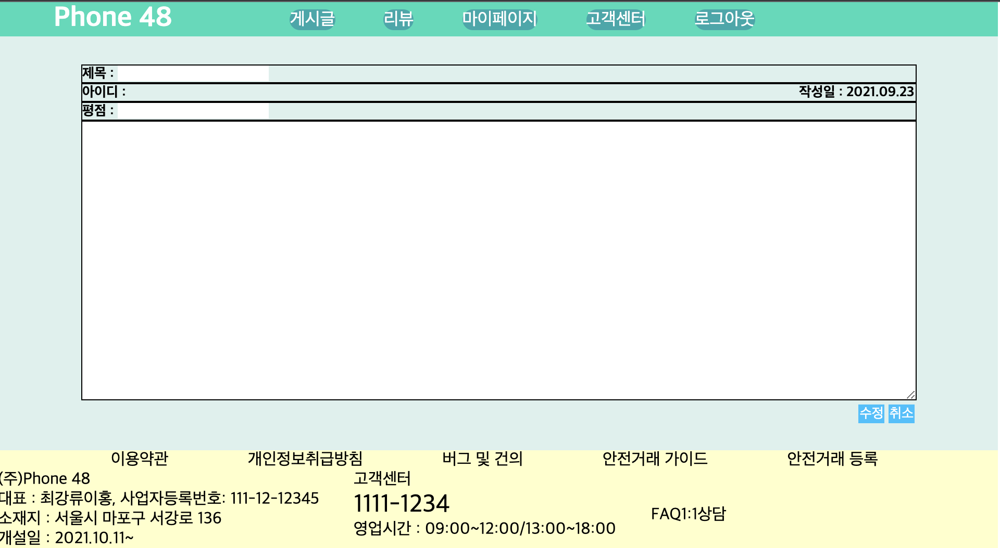 Phone 48 게시글 리뷰 마이페이지 고객센터 로그아웃
제목 :
아이디 : 작성일 : 2021.09.23
평점 :
수정 취소
이용약관 개인정보취급방침 버그 및 건의 안전거래 가이드 안전거래 등록
(주)Phone 48
대표 : 최강류이홍, 사업자등록번호: 111-12-12345
소재지 : 서울시 마포구 서강로 136
개설일 : 2021.10.11~
고객센터
1111-1234
영업시간 : 09:00~12:00/13:00~18:00
FAQ1:1상담